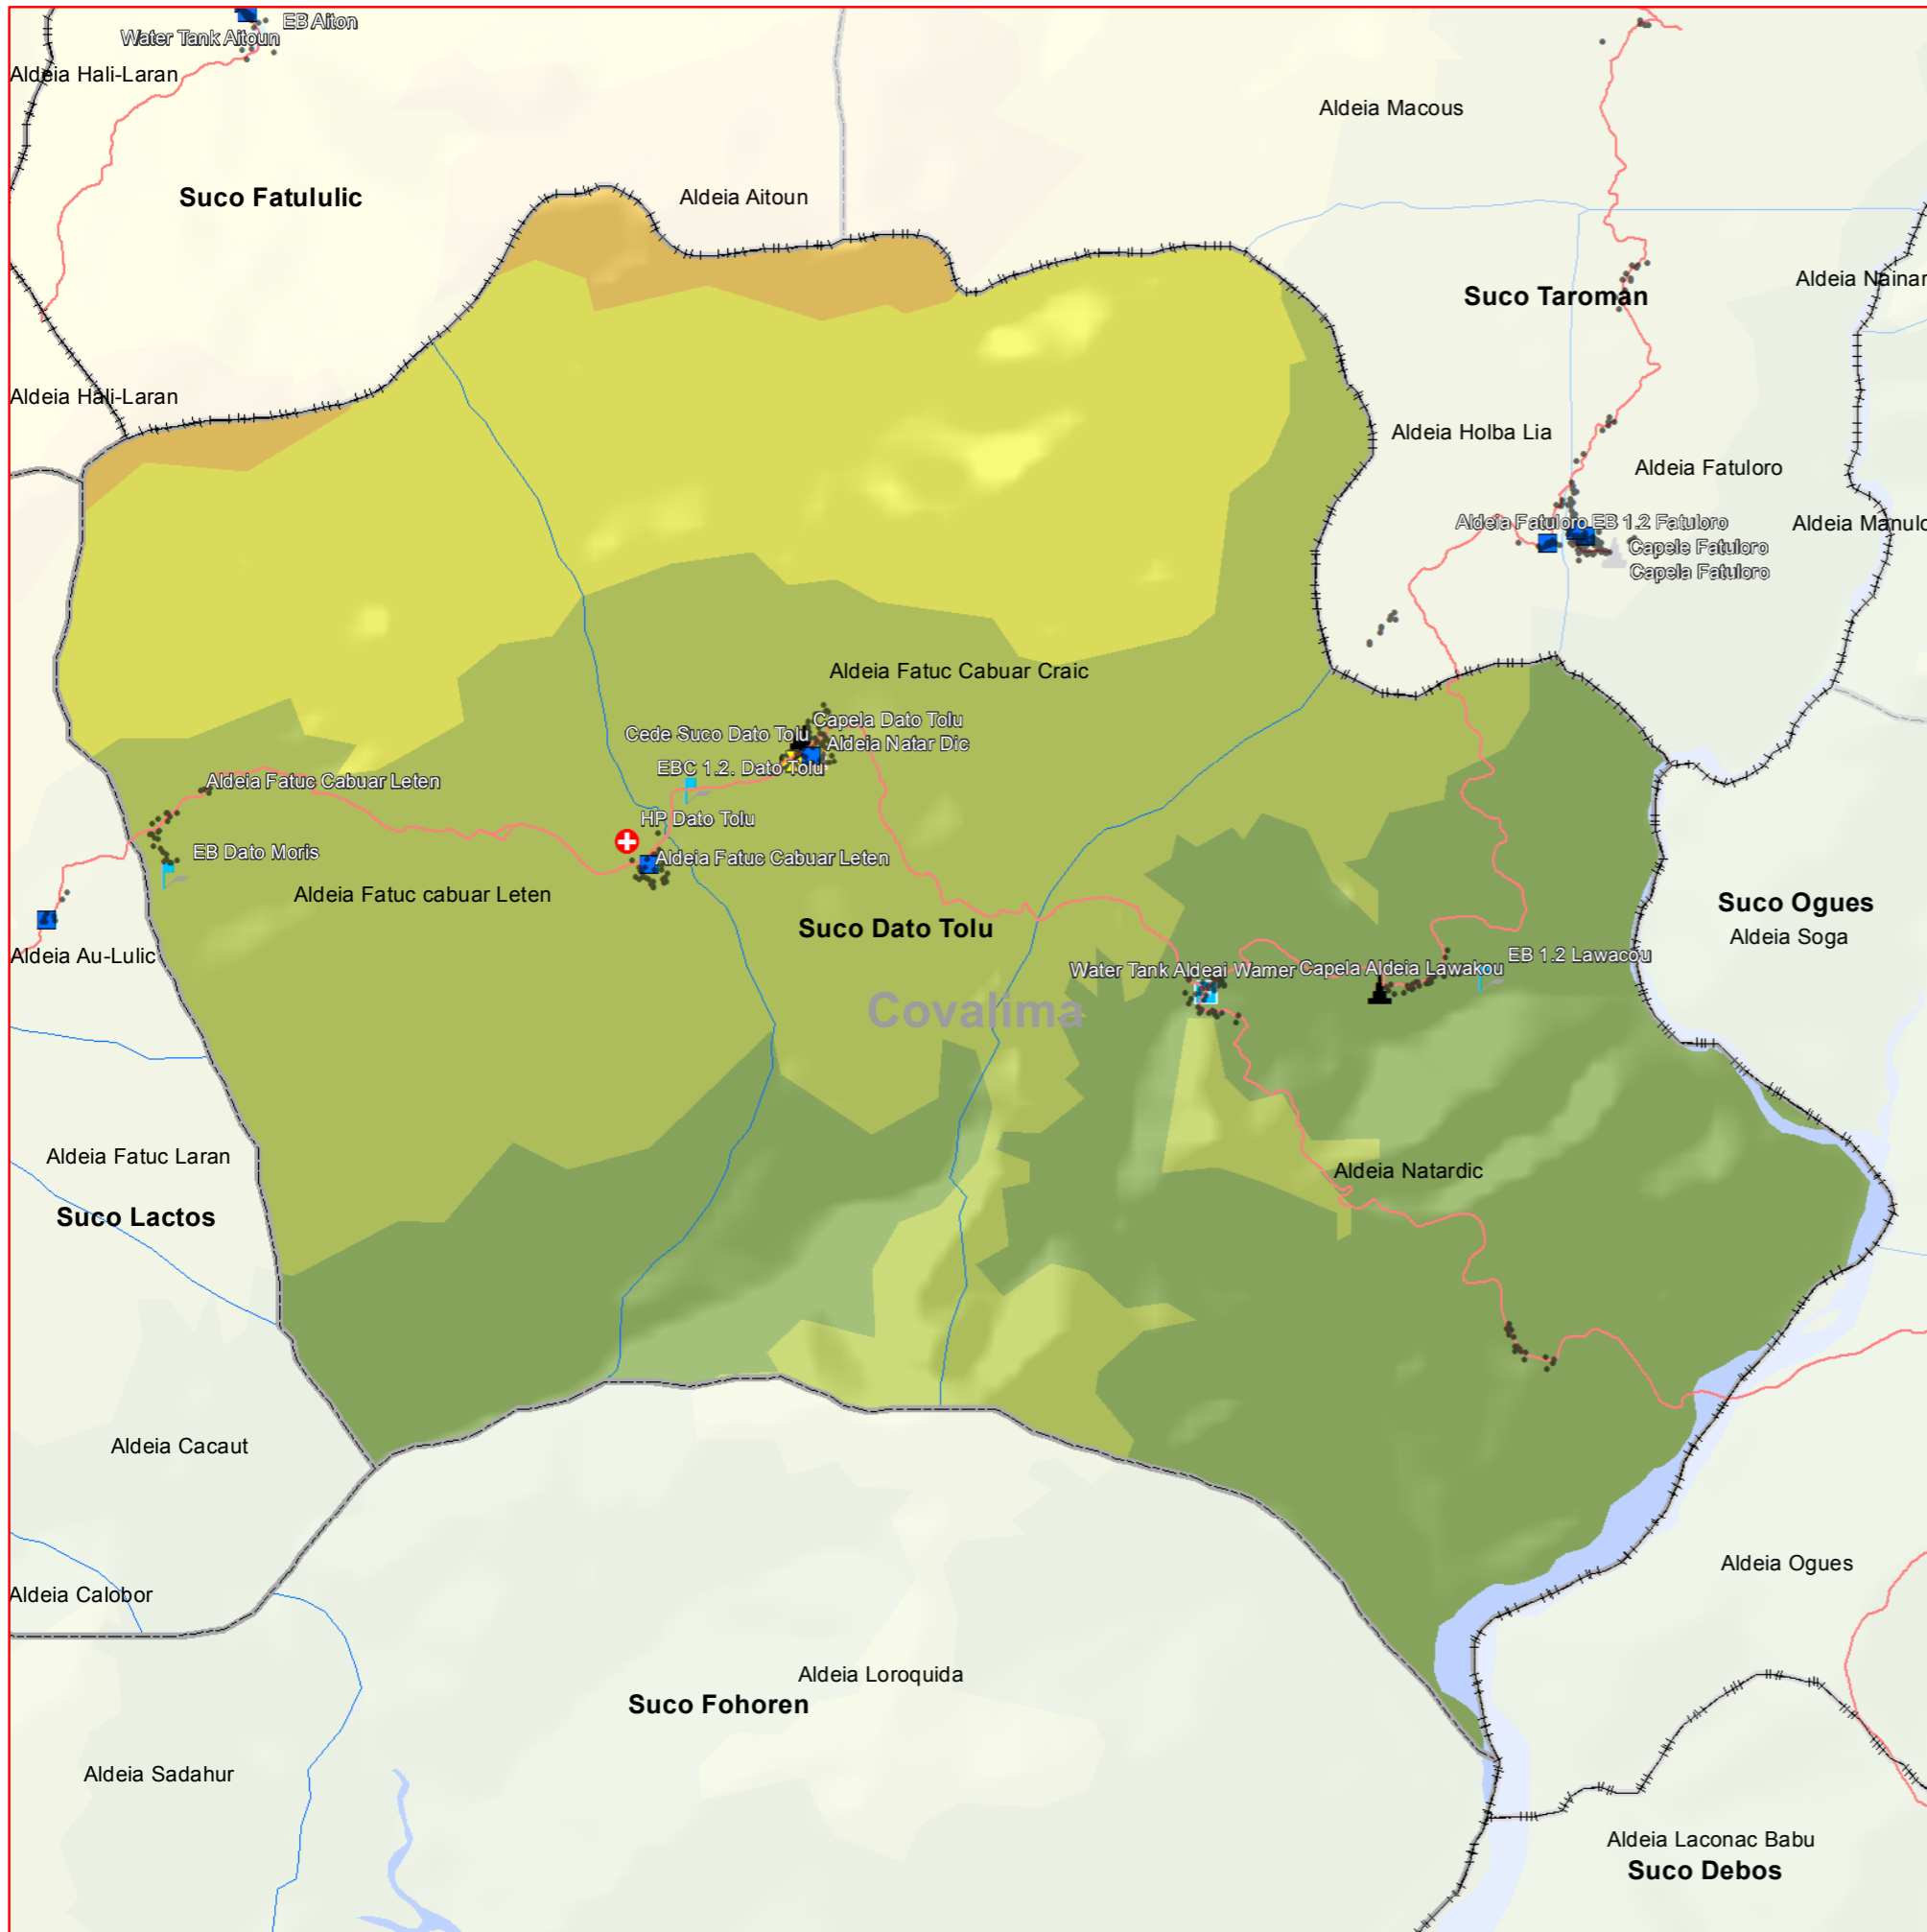 EB Aiton
Water Tank Aitoun
Aldeia Hali-Laran
Aldeia Macous
Suco Fatululic
Aldeia Aitoun
Suco Taroman
Aldeia Nainar
Aldeia Hali-Laran
Aldeia Holba Lia
Aldeia Fatuloro
Aldeia Fatuloro
EB 1.2 Fatuloro
Aldeia Manulo
Capele Fatuloro
Capela Fatuloro
Aldeia Fatuc Cabuar Craic
Capela Dato Tolu
Cede Suco Dato Tolu
Aldeia Natar Dic
EBC 1.2. Dato Tolu
Aldeia Fatuc Cabuar Leten
HP Dato Tolu
EB Dato Moris
Aldeia Fatuc Cabuar Leten
Aldeia Fatuc cabuar Leten
Suco Ogues
Suco Dato Tolu
Aldeia Soga
Aldeia Au-Lulic
EB 1.2 Lawacou
Water Tank Aldeai Wamer
Capela Aldeia Lawakou
Covalima
Aldeia Fatuc Laran
Aldeia Natardic
Suco Lactos
Aldeia Cacaut
Aldeia Ogues
Aldeia Calobor
Aldeia Loroquida
Suco Fohoren
Aldeia Sadahur
Aldeia Laconac Babu
Suco Debos